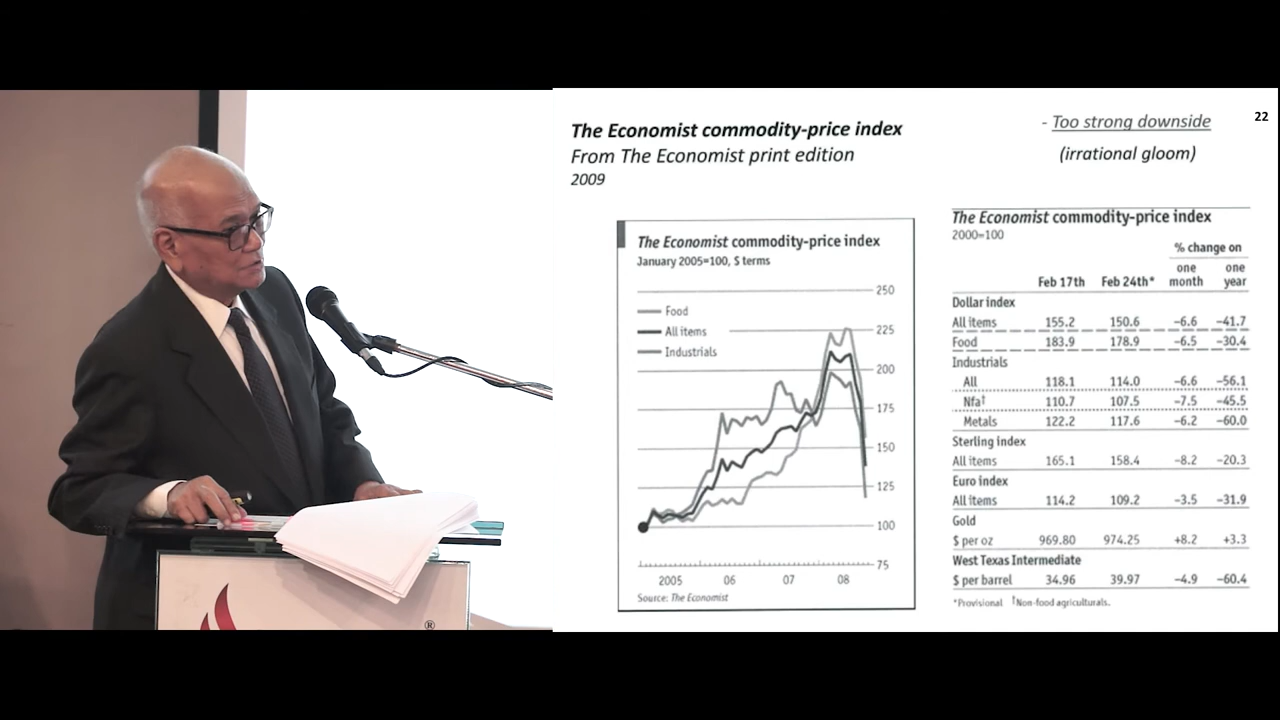 The Economist commodity-price index
From The Economist print edition
2009
- Too strong downside
(irrational gloom)
22
The Economist commodity-price index
January 2005=100, $ terms
250
Food
225
All items
Industrials
200
175
150
125
100
75
2005 06 07 08
Source: The Economist
The Economist commodity-price index
2000=100
% change on
one one
Feb 17th Feb 24th* month year
Dollar index
All items 155.2 150.6 −6.6 −41.7
Food 183.9 178.9 −6.5 −30.4
Industrials
All 118.1 114.0 −6.6 −56.1
Nfa† 110.7 107.5 −7.5 −45.5
Metals 122.2 117.6 −6.2 −60.0
Sterling index
All items 165.1 158.4 −8.2 −20.3
Euro index
All items 114.2 109.2 −3.5 −31.9
Gold
$ per oz 969.80 974.25 +8.2 +3.3
West Texas Intermediate
$ per barrel 34.96 39.97 −4.9 −60.4
*Provisional †Non-food agriculturals.
®